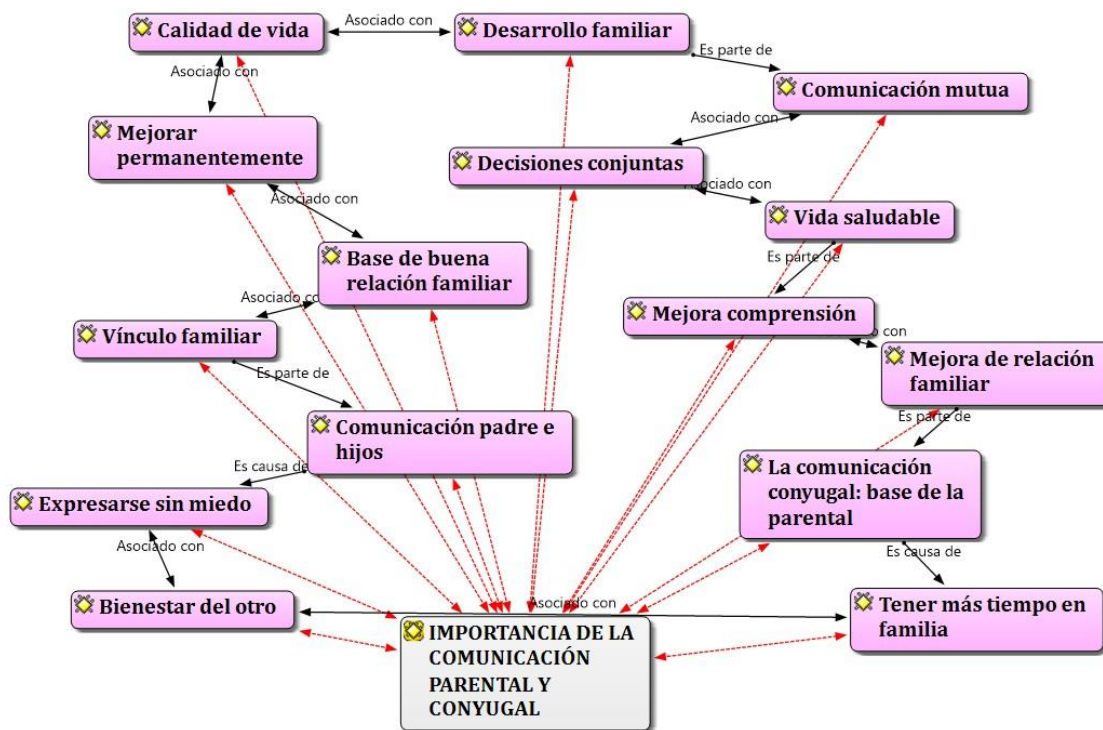 Calidad de vida
Asociado con
Desarrollo familiar
Es parte de
Asociado con
Comunicación mutua
Asociado con
Mejorar
permanentemente
Decisiones conjuntas
Asociado con
Asociado con
Vida saludable
Base de buena
relación familiar
Es parte de
Asociado co
Mejora comprensión
Vínculo familiar
con
Mejora de relación
familiar
Es parte de
Comunicación padre e
hijos
Es parte de
Es causa de
La comunicación
conyugal: base de la
parental
Expresarse sin miedo
Asociado con
Es causa de
Bienestar del otro
Asociado con
Tener más tiempo en
familia
IMPORTANCIA DE LA
COMUNICACIÓN
PARENTAL Y
CONYUGAL